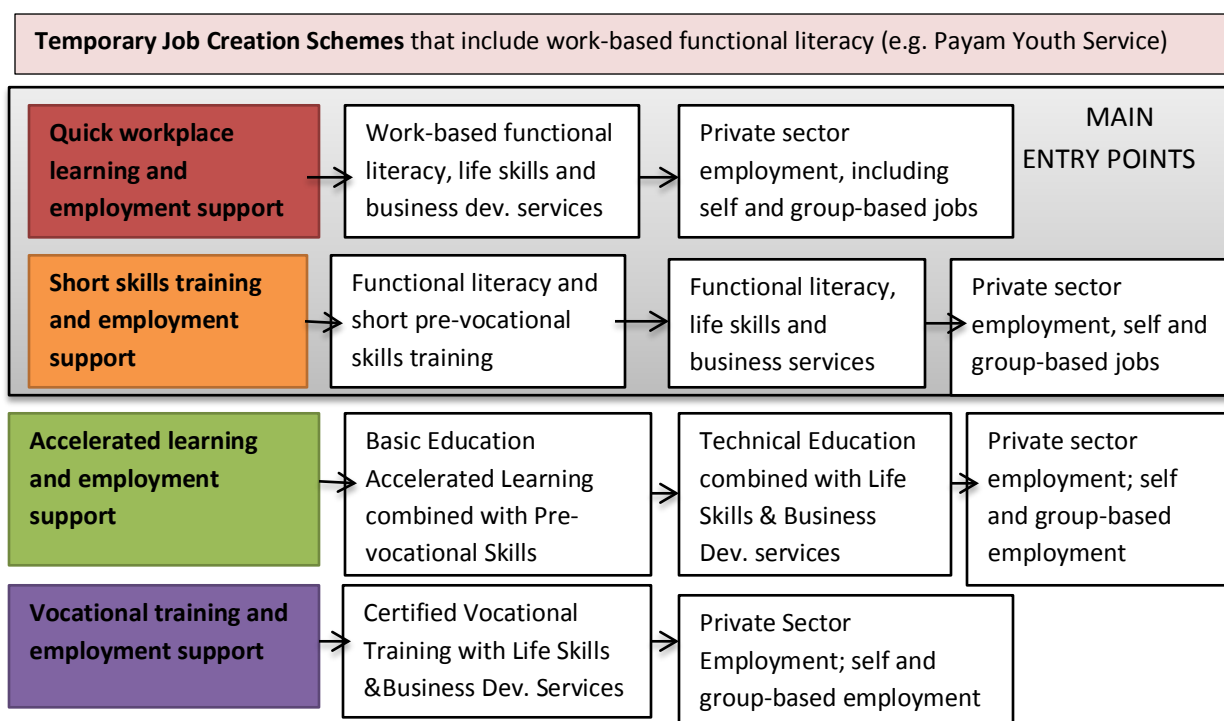 Temporary Job Creation Schemes that include work-based functional literacy (e.g. Payam Youth Service)
MAIN
ENTRY POINTS
Quick workplace
learning and
employment support
Work-based functional
literacy, life skills and
business dev. services
Private sector
employment, including
self and group-based jobs
Short skills training
and employment
support
Functional literacy and
short pre-vocational
skills training
Functional literacy,
life skills and
business services
Private sector
employment, self and
group-based jobs
Accelerated learning
and employment
support
Basic Education
Accelerated Learning
combined with Pre-
vocational Skills
Technical Education
combined with Life
Skills & Business
Dev. services
Private sector
employment; self
and group-based
employment
Vocational training and
employment support
Certified Vocational
Training with Life Skills
&Business Dev. Services
Private Sector
Employment; self and
group-based employment